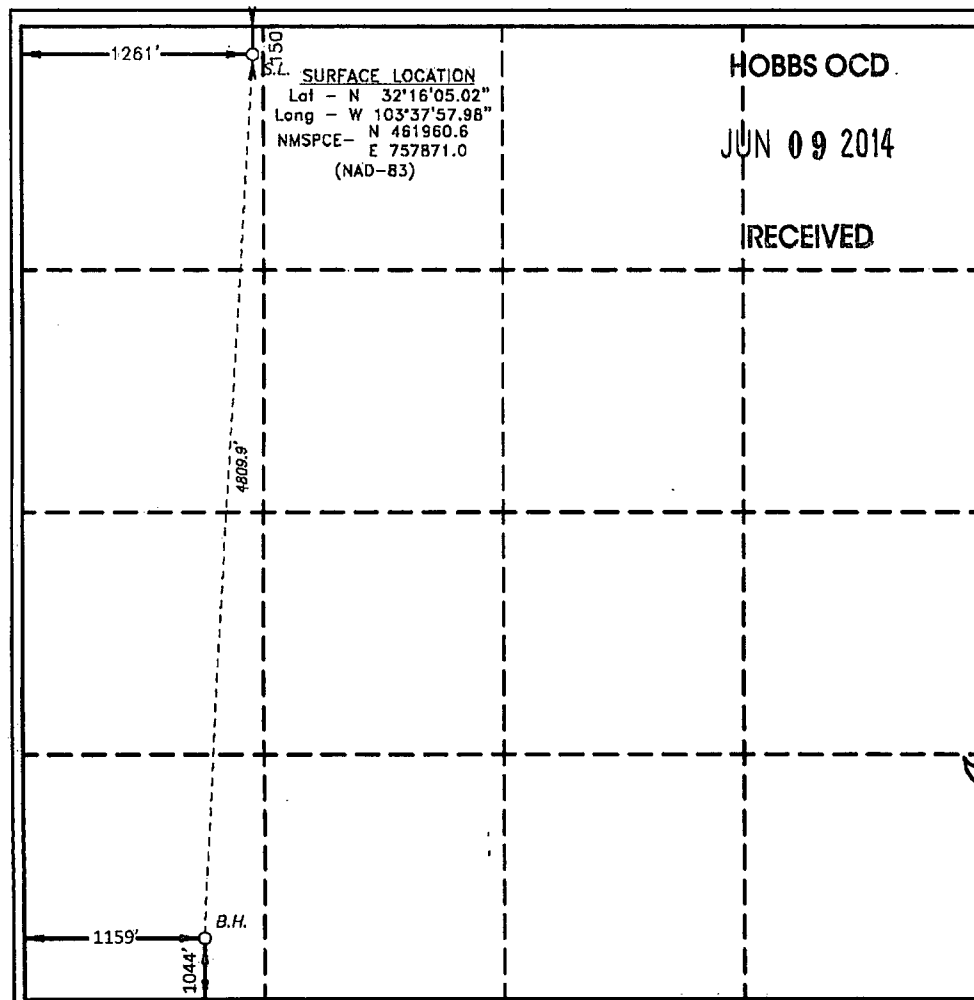 1261'
150'
S.L.
SURFACE LOCATION
Lat - N 32°16'05.02"
Long - W 103°37'57.98"
NMSPCE- N 461960.6
E 757871.0
(NAD-83)
HOBBS OCD
JUN 09 2014
RECEIVED
4809.9'
B.H.
1159'
1044'